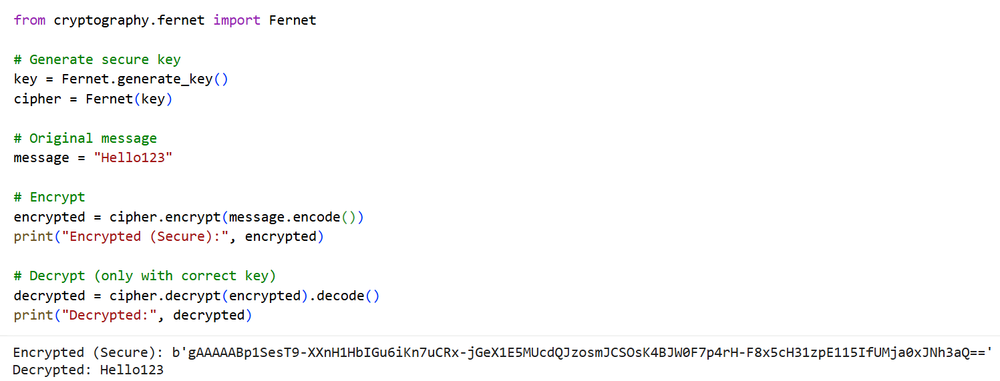 from cryptography.fernet import Fernet
# Generate secure key
key = Fernet.generate_key()
cipher = Fernet(key)
# Original message
message = "Hello123"
# Encrypt
encrypted = cipher.encrypt(message.encode())
print("Encrypted (Secure):", encrypted)
# Decrypt (only with correct key)
decrypted = cipher.decrypt(encrypted).decode()
print("Decrypted:", decrypted)
Encrypted (Secure): b'gAAAAABp1SesT9-XXnH1HbIGu6iKn7uCRx-jGeX1E5MUcdQJzosmJCSOsK4BJW0F7p4rH-F8x5cH31zpE115IfUMja0xJNh3aQ=='
Decrypted: Hello123